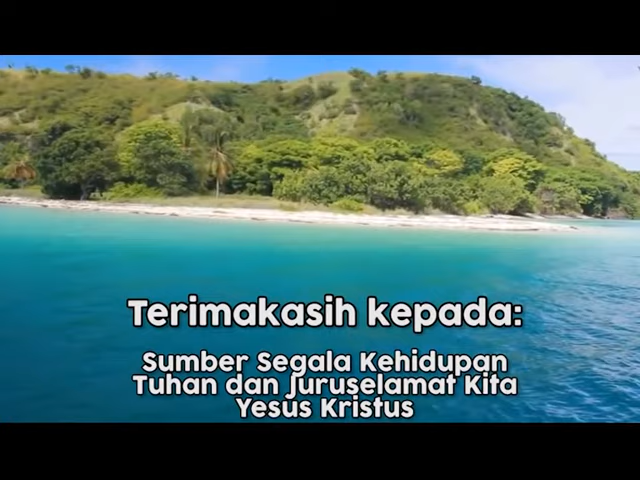 Terimakasih kepada:
Sumber Segala Kehidupan
Tuhan dan Juruselamat Kita
Yesus Kristus